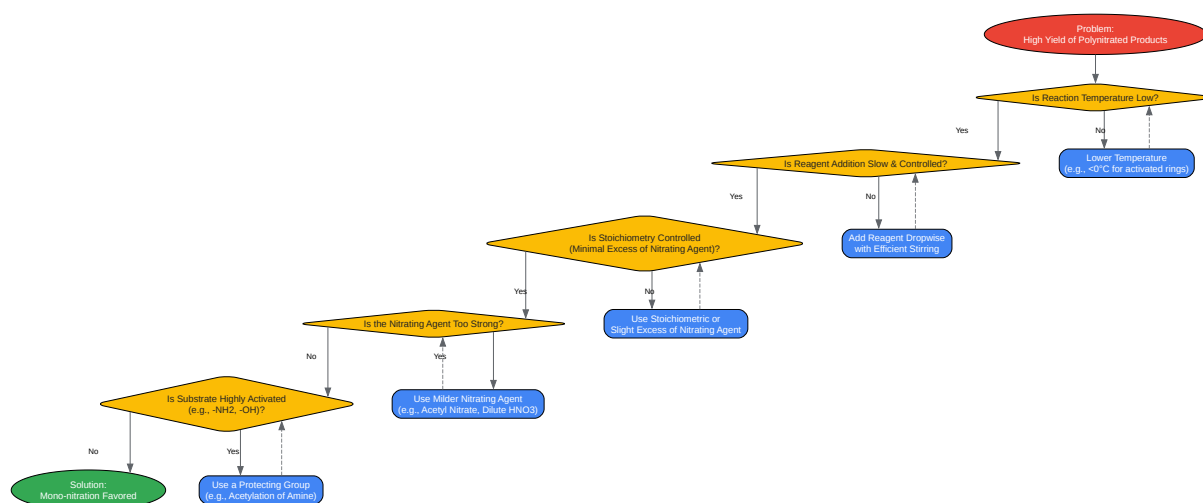 Problem:
High Yield of Polynitrated Products
Is Reaction Temperature Low?
Yes
No
Is Reagent Addition Slow & Controlled?
Lower Temperature
(e.g., <0°C for activated rings)
Yes
No
Is Stoichiometry Controlled
(Minimal Excess of Nitrating Agent)?
Add Reagent Dropwise
with Efficient Stirring
Yes
No
Is the Nitrating Agent Too Strong?
Use Stoichiometric or
Slight Excess of Nitrating Agent
No
Yes
Is Substrate Highly Activated
(e.g., -NH2, -OH)?
Use Milder Nitrating Agent
(e.g., Acetyl Nitrate, Dilute HNO3)
No
Yes
Solution:
Mono-nitration Favored
Use a Protecting Group
(e.g., Acetylation of Amine)